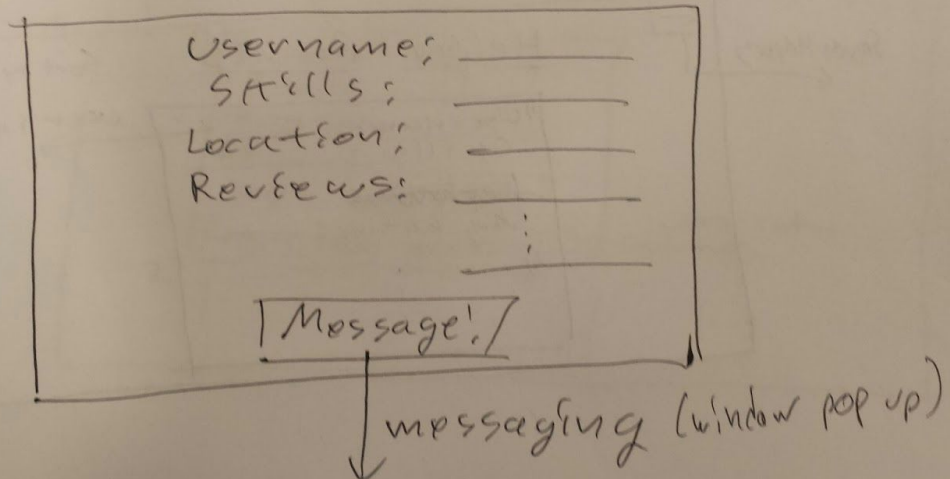 Username:
Skills:
Location:
Reviews:
Message!
messaging (window pop up)